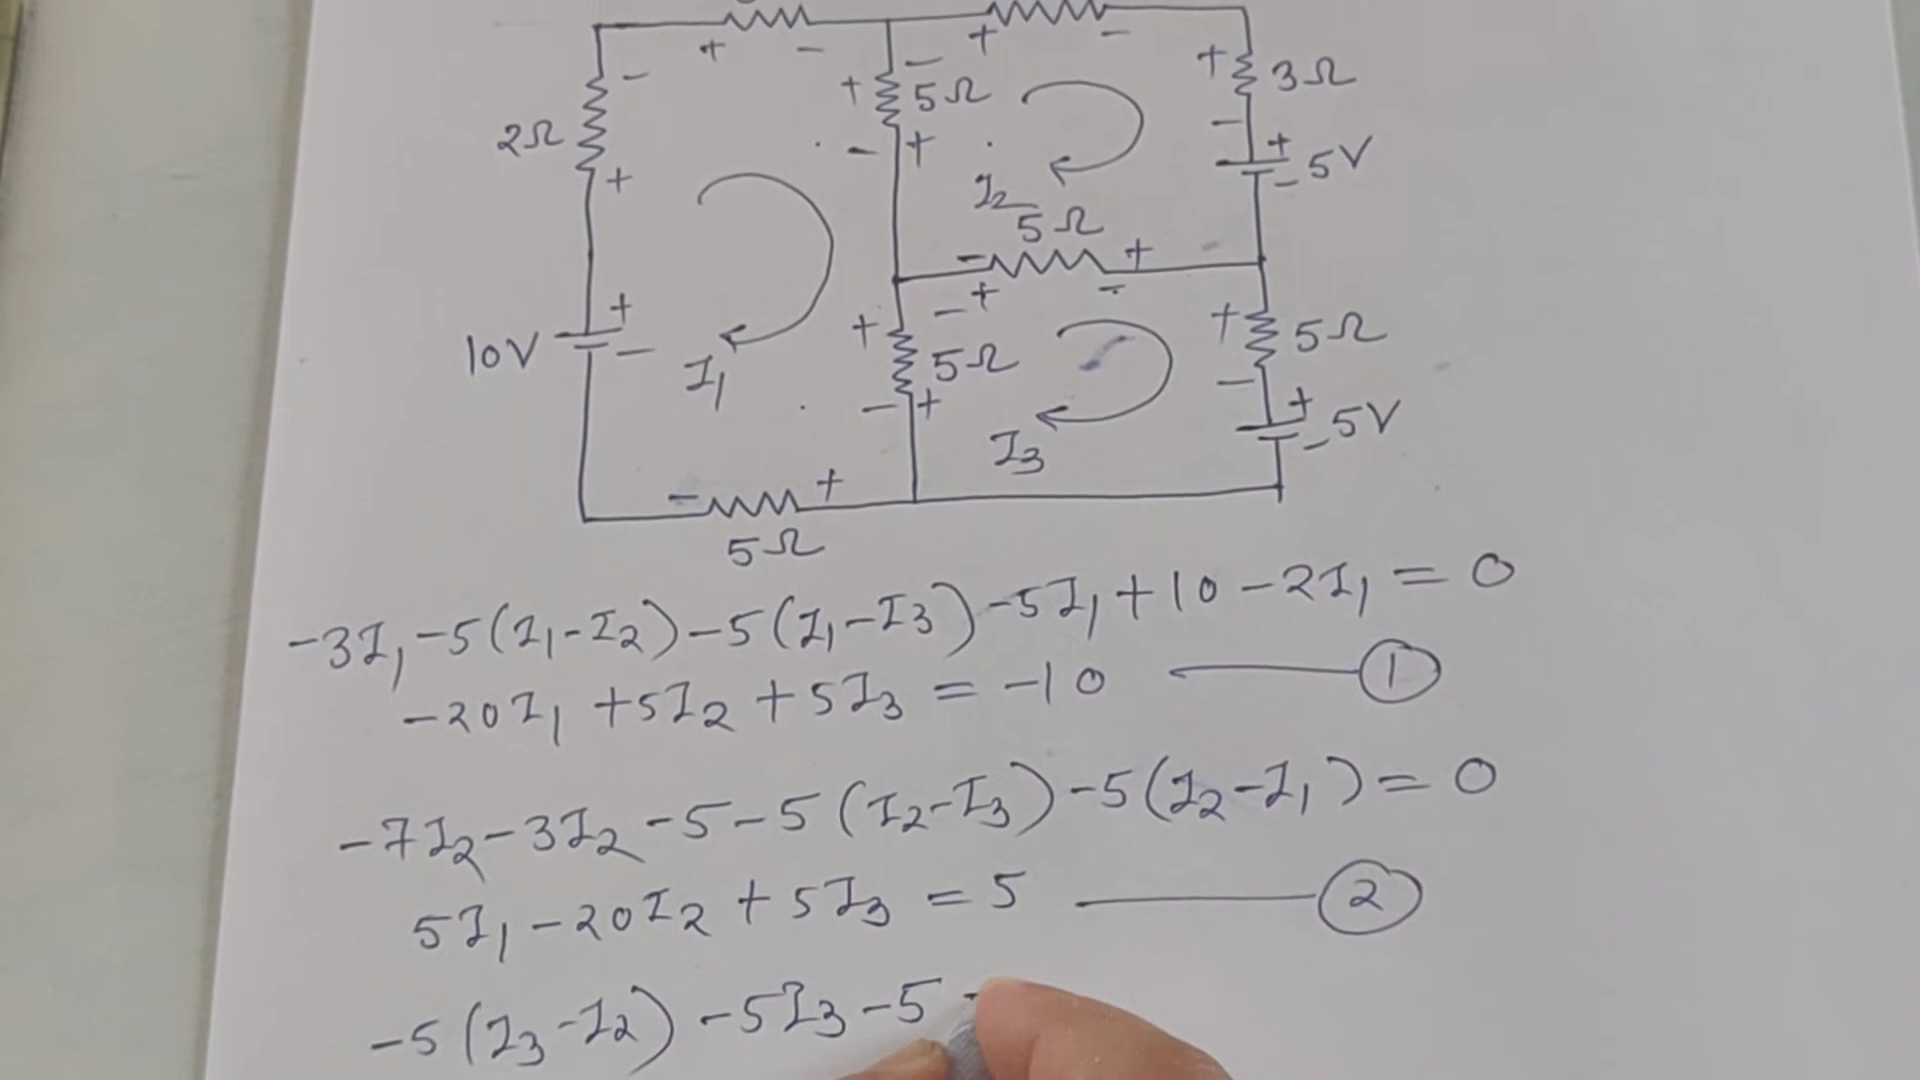 + - + -
- + - 5Ω + 3Ω
2Ω - + -
+ + 5V
I₂ -
5Ω
- +
+ + - + -
10V - I₁ + 5Ω + 5Ω
- + -
I₃ + 5V
- + -
5Ω
-3I₁-5(I₁-I₂)-5(I₁-I₃)-5I₁+10-2I₁=0
-20I₁+5I₂+5I₃=-10 ①
-7I₂-3I₂-5-5(I₂-I₃)-5(I₂-I₁)=0
5I₁-20I₂+5I₃=5 ②
-5(I₃-I₂)-5I₃-5